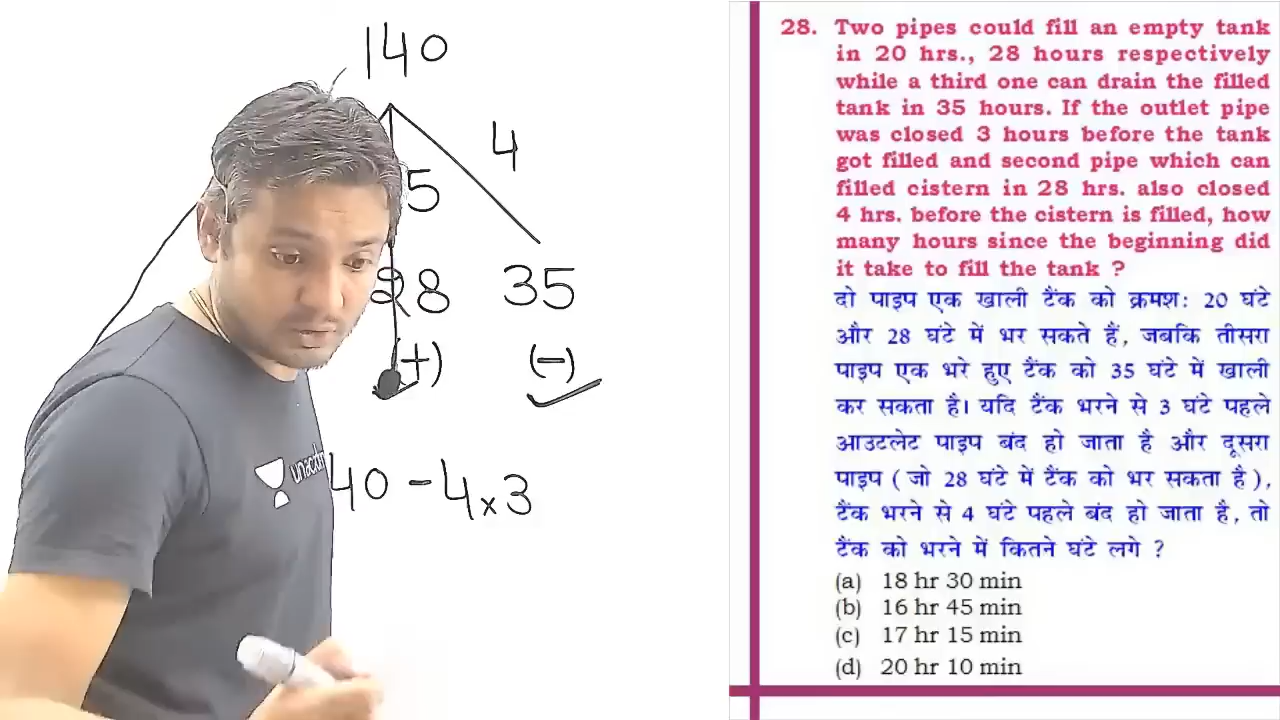 140
4
5
28 35
(+) (-)
40 - 4x3
28. Two pipes could fill an empty tank
in 20 hrs., 28 hours respectively
while a third one can drain the filled
tank in 35 hours. If the outlet pipe
was closed 3 hours before the tank
got filled and second pipe which can
filled cistern in 28 hrs. also closed
4 hrs. before the cistern is filled, how
many hours since the beginning did
it take to fill the tank ?
दो पाइप एक खाली टैंक को क्रमश: 20 घंटे
और 28 घंटे में भर सकते हैं, जबकि तीसरा
पाइप एक भरे हुए टैंक को 35 घंटे में खाली
कर सकता है। यदि टैंक भरने से 3 घंटे पहले
आउटलेट पाइप बंद हो जाता है और दूसरा
पाइप ( जो 28 घंटे में टैंक को भर सकता है ),
टैंक भरने से 4 घंटे पहले बंद हो जाता है, तो
टैंक को भरने में कितने घंटे लगे ?
(a) 18 hr 30 min
(b) 16 hr 45 min
(c) 17 hr 15 min
(d) 20 hr 10 min